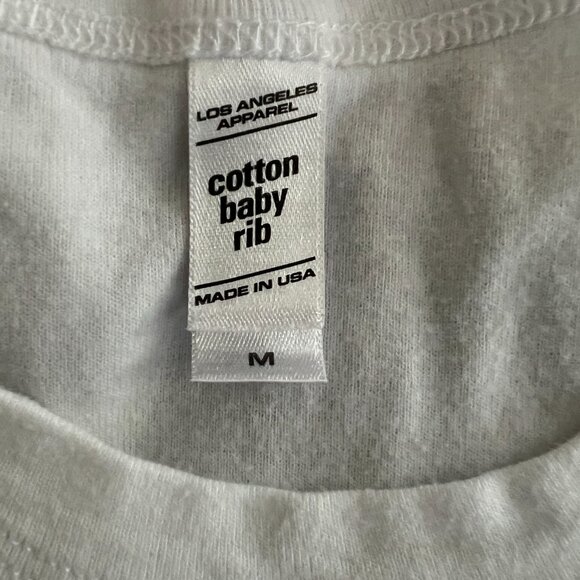 LOS ANGELES
APPAREL
cotton
baby
rib
MADE IN USA
M